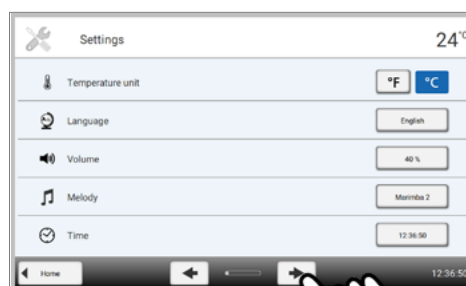 Settings 24°C
Temperature unit °F °C
Language English
Volume 40 %
Melody Marimba 2
Time 12:36:50
Home 12:36:50